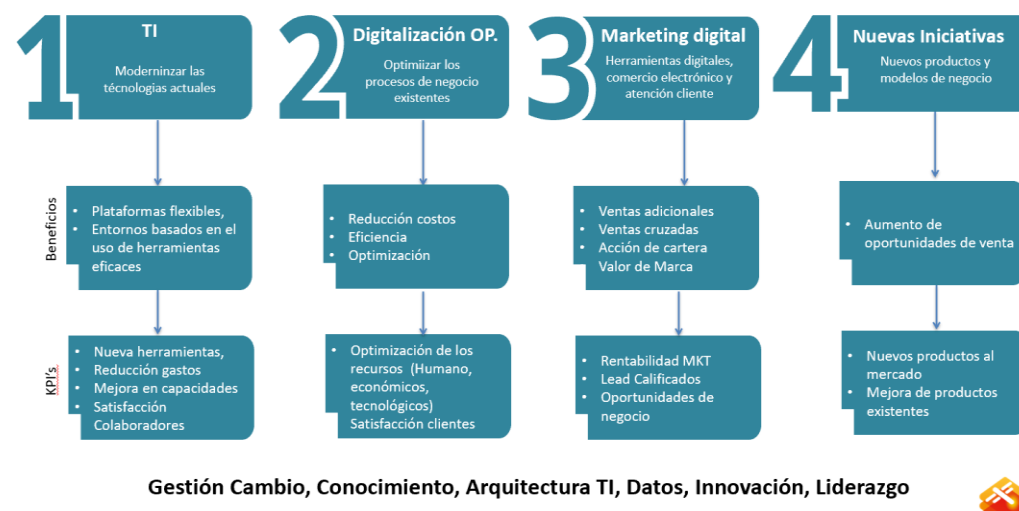 1
TI
Moderninzar las
técnologias actuales
2
Digitalización OP.
Optimiizar los
procesos de negocio
existentes
3
Marketing digital
Herramientas digitales,
comercio electrónico y
atención cliente
4
Nuevas Iniciativas
Nuevos productos y
modelos de negocio
Beneficios
• Plataformas flexibles,
• Entornos basados en el
uso de herramientas
eficaces
• Reducción costos
• Eficiencia
• Optimización
• Ventas adicionales
• Ventas cruzadas
• Acción de cartera
Valor de Marca
• Aumento de
oportunidades de venta
KPI’s
• Nueva herramientas,
• Reducción gastos
• Mejora en capacidades
• Satisfacción
Colaboradores
• Optimización de los
recursos (Humano,
económicos,
tecnológicos)
Satisfacción clientes
• Rentabilidad MKT
• Lead Calificados
• Oportunidades de
negocio
• Nuevos productos al
mercado
• Mejora de productos
existentes
Gestión Cambio, Conocimiento, Arquitectura TI, Datos, Innovación, Liderazgo